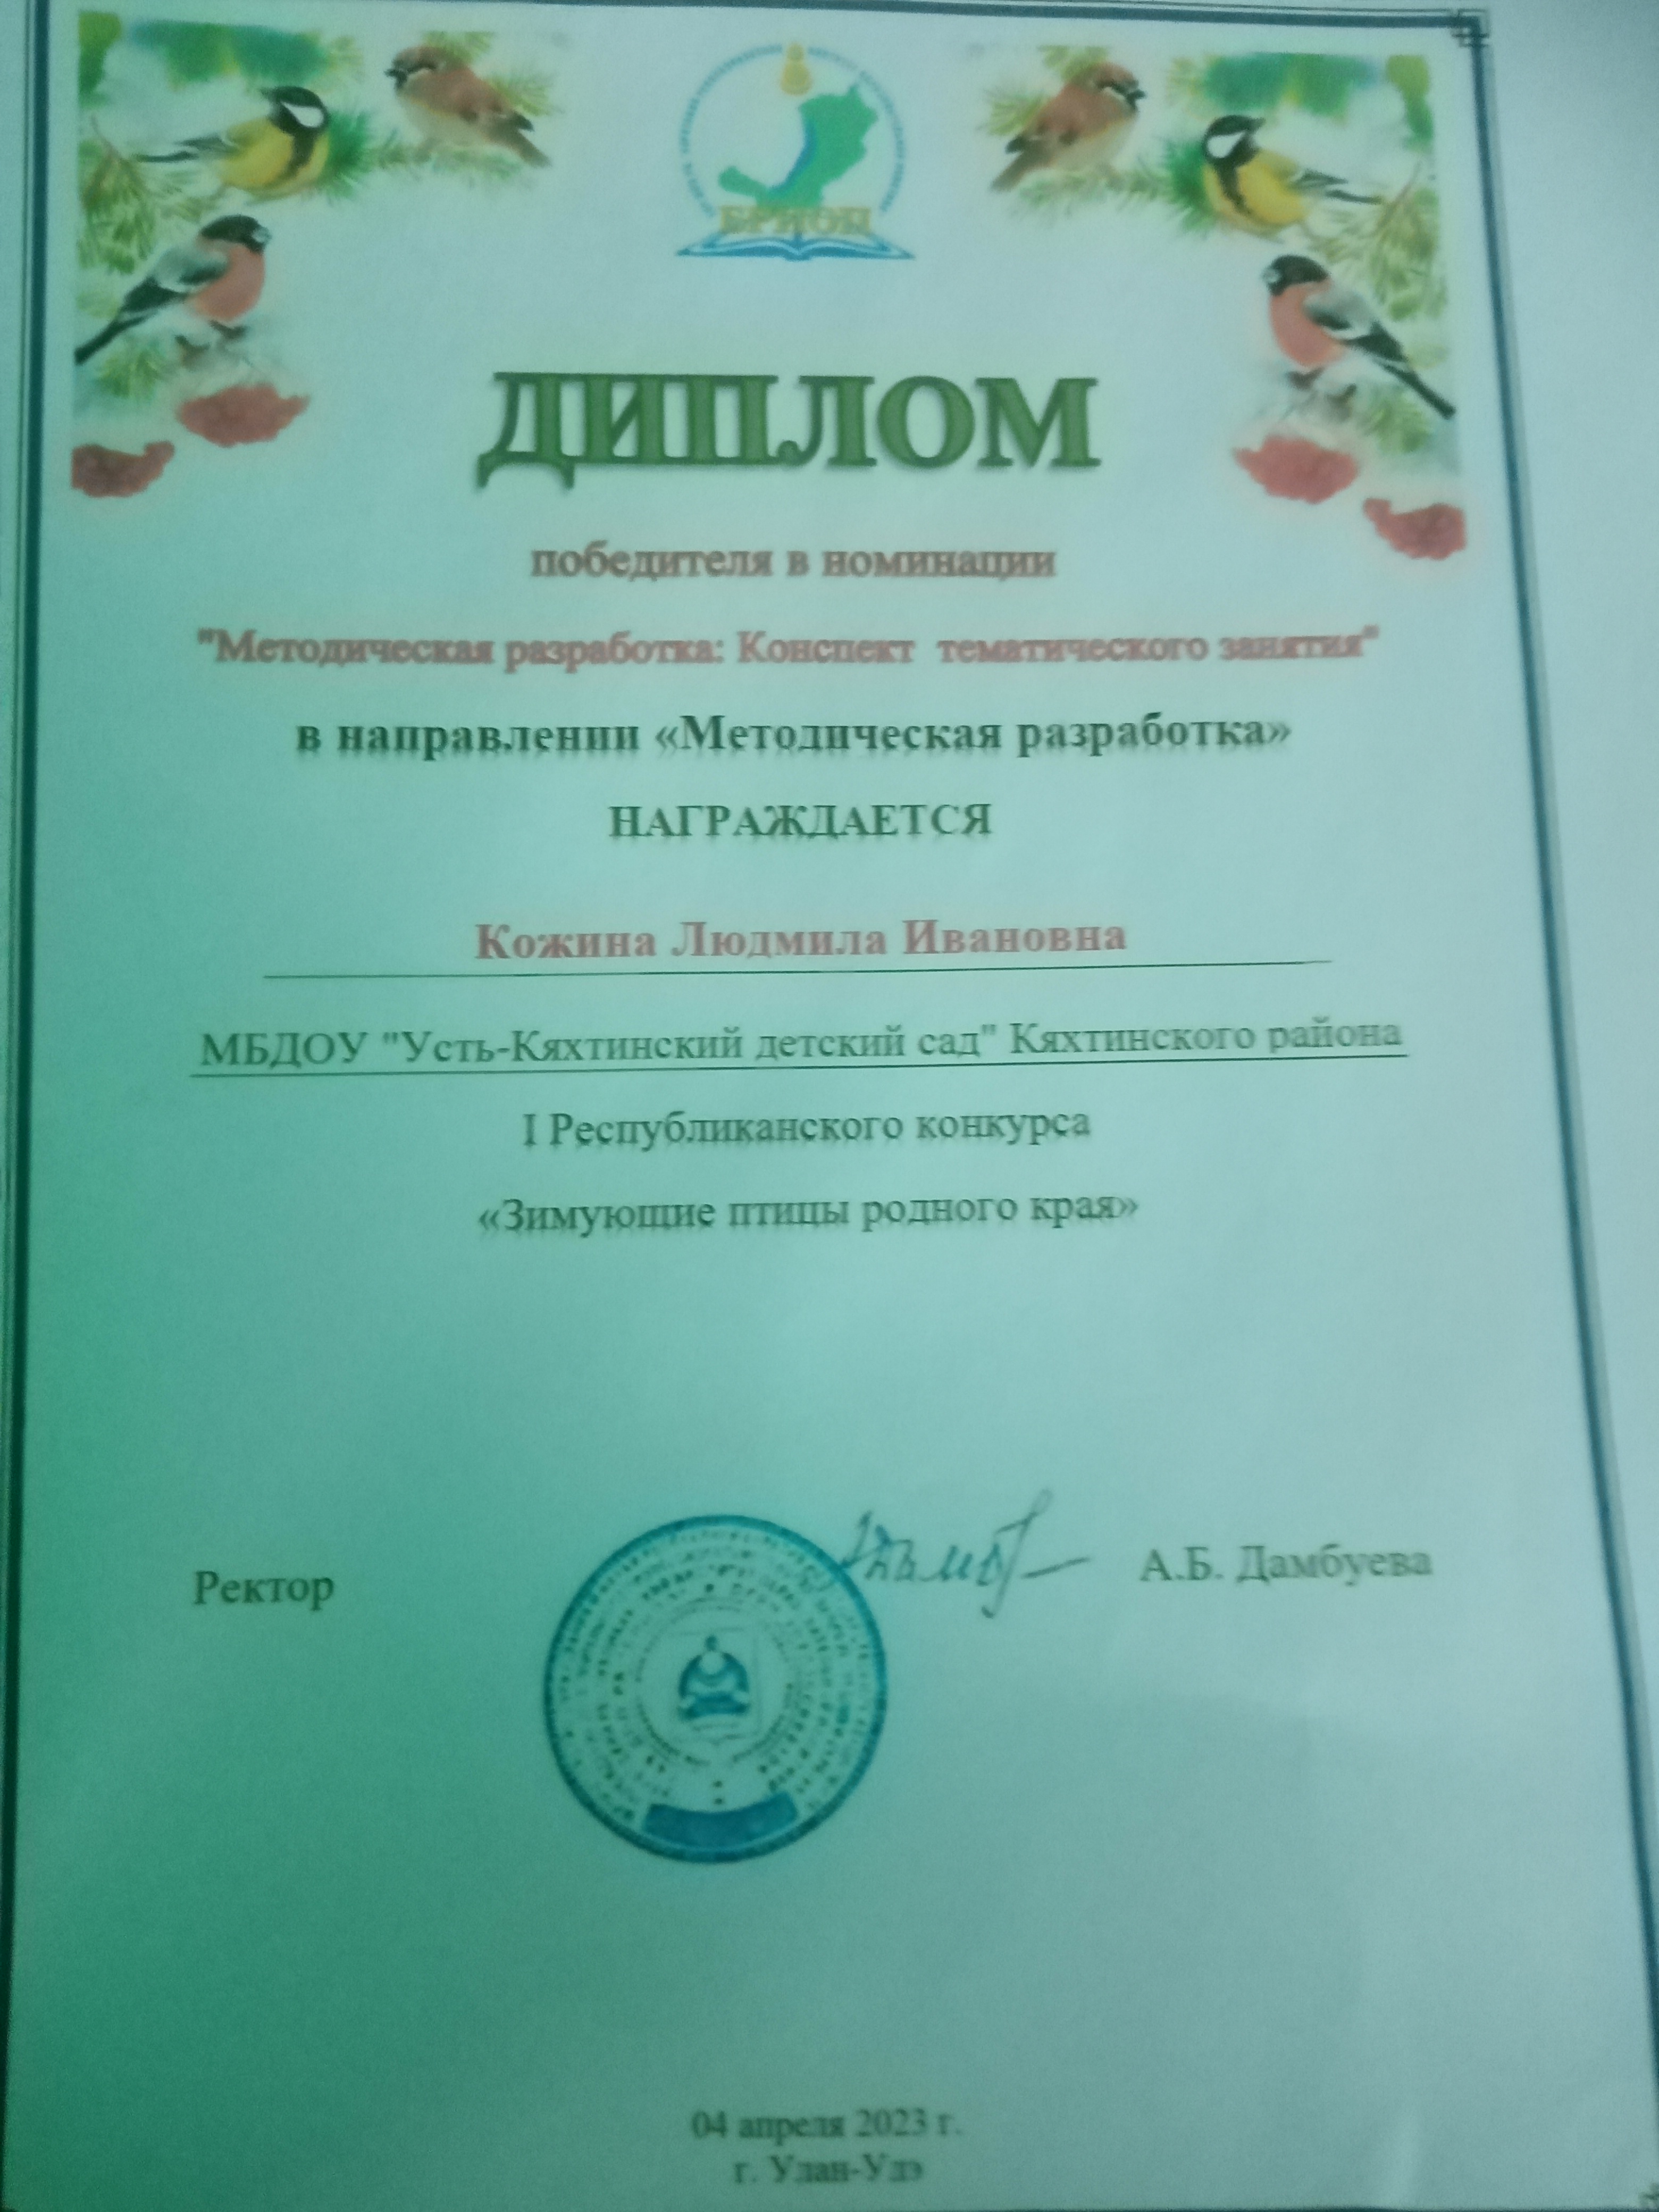 БРИОП
ДИПЛОМ
победителя в номинации
"Методическая разработка: Конспект тематического занятия"
в направлении «Методическая разработка»
НАГРАЖДАЕТСЯ
Кожина Людмила Ивановна
МБДОУ "Усть-Кяхтинский детский сад" Кяхтинского района
I Республиканского конкурса
«Зимующие птицы родного края»
Ректор
А.Б. Дамбуева
04 апреля 2023 г.
г. Улан-Удэ